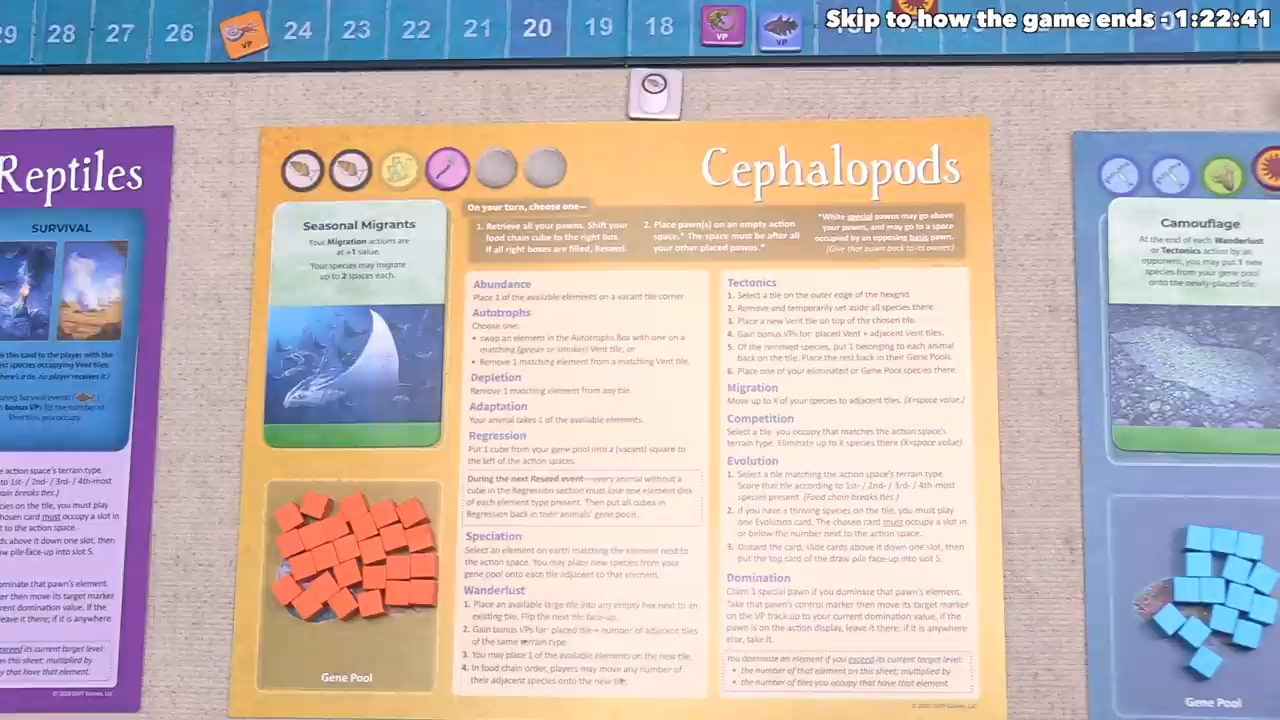 Skip to how the game ends - 1:22:41
28 27 26 24 23 22 21 20 19 18
VP
VP
VP
Reptiles
SURVIVAL
Cephalopods
Seasonal Migrants
Your Migration actions are
at +1 value.
Your species may migrate
up to 2 spaces each.
On your turn, choose one—
1. Retrieve all your pawns. Shift your
food chain cube to the right box.
If all right boxes are filled, Reseed.
2. Place pawn(s) on an empty action
space.* The space must be after all
your other placed pawns.*
*White special pawns may go above
your pawns, and may go to a space
occupied by an opposing basic pawn.
(Give that pawn back to its owner.)
Abundance
Place 1 of the available elements on a vacant tile corner.
Autotrophs
Choose one:
• swap an element in the Autotrophs Box with one on a
matching (geyser or smoker) Vent tile, or
• Remove 1 matching element from a matching Vent tile.
Depletion
Remove 1 matching element from any tile.
Adaptation
Your animal takes 1 of the available elements.
Regression
Put 1 cube from your gene pool into a (vacant) square to
the left of the action spaces.
During the next Reseed event—every animal without a
cube in the Regression section must lose one element disk
of each element type present. Then put all cubes in
Regression back in their animals' gene pools.
Speciation
Select an element on earth matching the element next to
the action space. You may place new species from your
gene pool onto each tile adjacent to that element.
Wanderlust
1. Place an available large tile into any empty hex next to an
existing tile. Flip the next tile face-up.
2. Gain bonus VPs for: placed tile + number of adjacent tiles
of the same terrain type.
3. You may place 1 of the available elements on the new tile.
4. In food chain order, players may move any number of
their adjacent species onto the new tile.
Tectonics
1. Select a tile on the outer edge of the hexgrid.
2. Remove and temporarily set aside all species there.
3. Place a new Vent tile on top of the chosen tile.
4. Gain bonus VPs for: placed Vent + adjacent Vent tiles.
5. Of the removed species, put 1 belonging to each animal
back on the tile. Place the rest back in their Gene Pools.
6. Place one of your eliminated or Gene Pool species there.
Migration
Move up to X of your species to adjacent tiles. (X=space value.)
Competition
Select a tile you occupy that matches the action space's
terrain type. Eliminate up to X species there (X=space value).
Evolution
1. Select a tile matching the action space's terrain type.
Score that tile according to 1st- / 2nd- / 3rd- / 4th-most
species present. (Food chain breaks ties.)
2. If you have a thriving species on the tile, you must play
one Evolution card. The chosen card must occupy a slot in
or below the number next to the action space.
3. Discard the card, slide cards above it down one slot, then
put the top card of the draw pile face-up into slot 5.
Domination
Claim 1 special pawn if you dominate that pawn's element.
Take that pawn's control marker then move its target marker
on the VP track up to your current domination value. If the
pawn is on the action display, leave it there; if it is anywhere
else, take it.
You dominate an element if you exceed its current target level:
• the number of that element on this sheet; multiplied by
• the number of tiles you occupy that have that element.
Gene Pool
Camouflage
At the end of each Wanderlust
or Tectonics action by an
opponent, you may put 1 new
species from your gene pool
onto the newly-placed tile.
Gene Pool